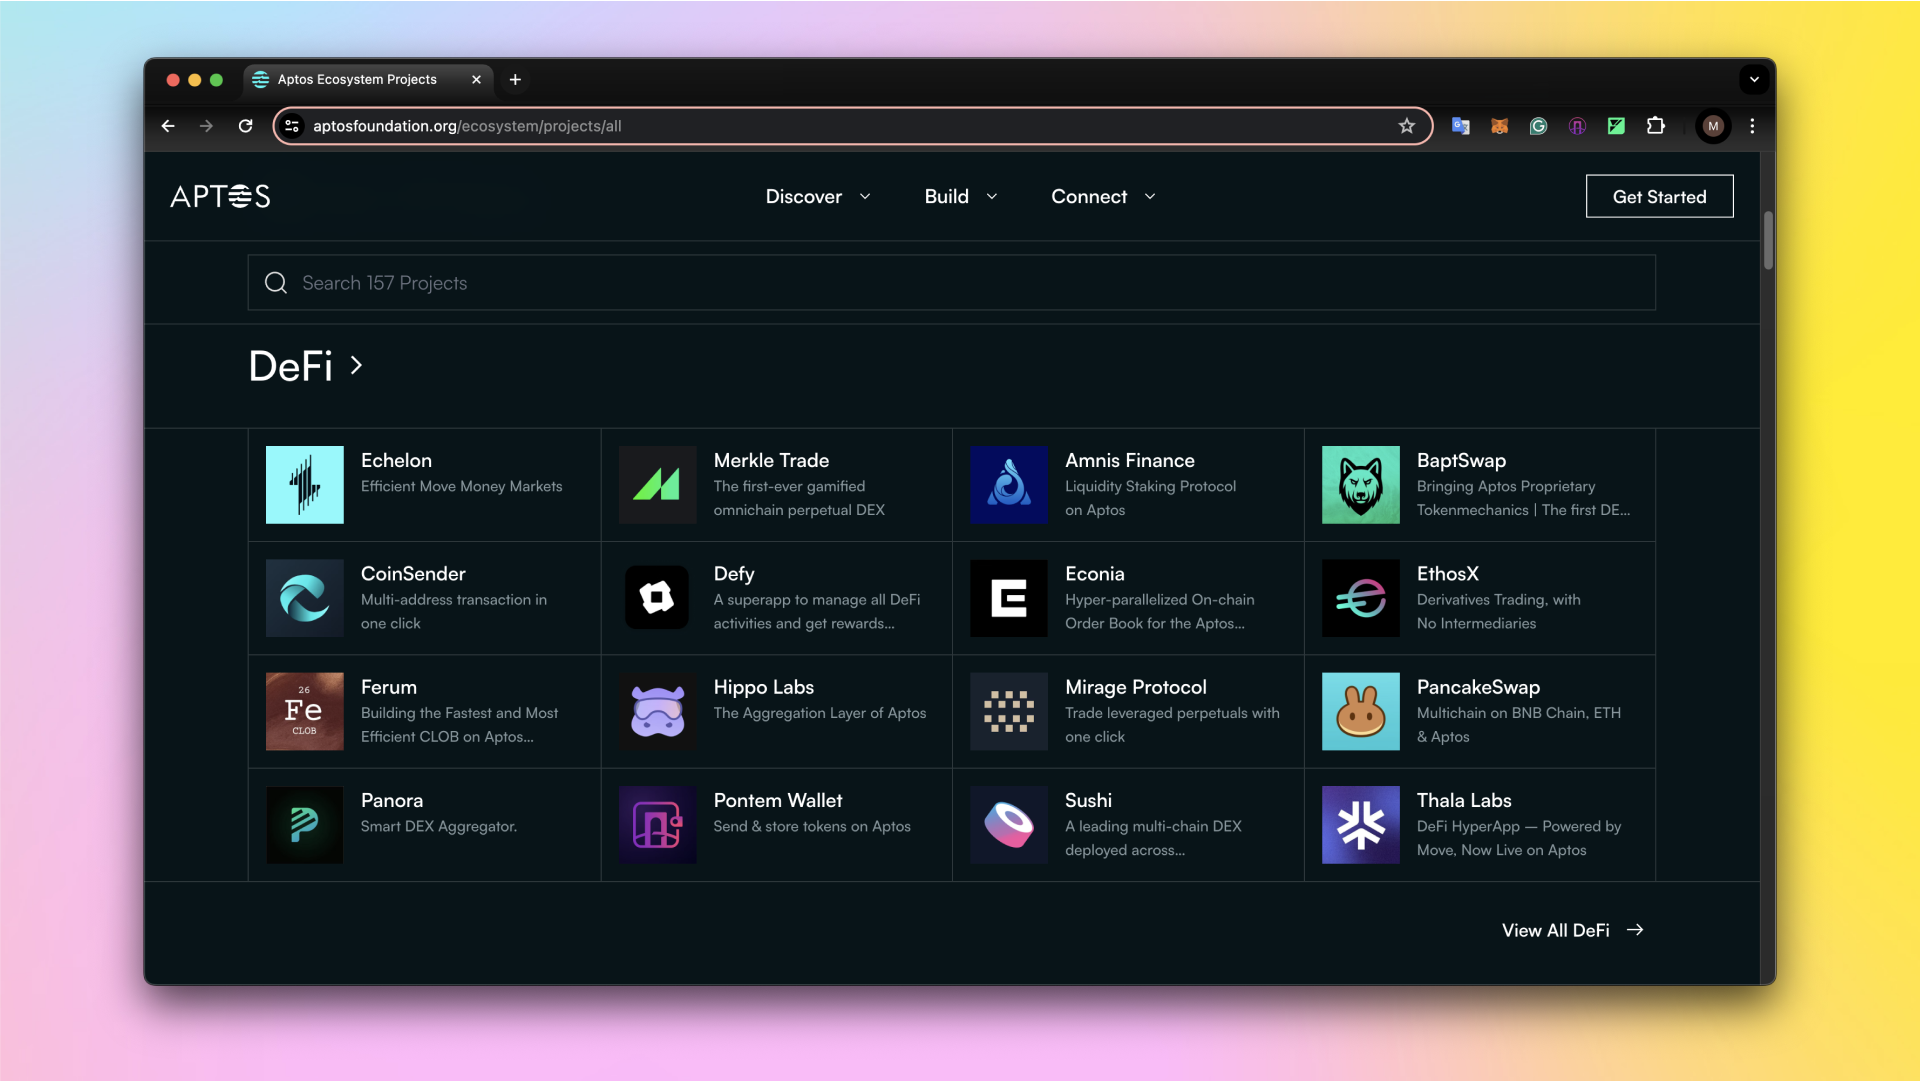 Aptos Ecosystem Projects
aptosfoundation.org/ecosystem/projects/all
M
APTOS
Discover
Build
Connect
Get Started
Search 157 Projects
DeFi
Echelon
Efficient Move Money Markets
Merkle Trade
The first-ever gamified
omnichain perpetual DEX
Amnis Finance
Liquidity Staking Protocol
on Aptos
BaptSwap
Bringing Aptos Proprietary
Tokenmechanics | The first DE...
CoinSender
Multi-address transaction in
one click
Defy
A superapp to manage all DeFi
activities and get rewards...
Econia
Hyper-parallelized On-chain
Order Book for the Aptos...
EthosX
Derivatives Trading, with
No Intermediaries
26
Fe
CLOB
Ferum
Building the Fastest and Most
Efficient CLOB on Aptos...
Hippo Labs
The Aggregation Layer of Aptos
Mirage Protocol
Trade leveraged perpetuals with
one click
PancakeSwap
Multichain on BNB Chain, ETH
& Aptos
Panora
Smart DEX Aggregator.
Pontem Wallet
Send & store tokens on Aptos
Sushi
A leading multi-chain DEX
deployed across...
Thala Labs
DeFi HyperApp — Powered by
Move, Now Live on Aptos
View All DeFi